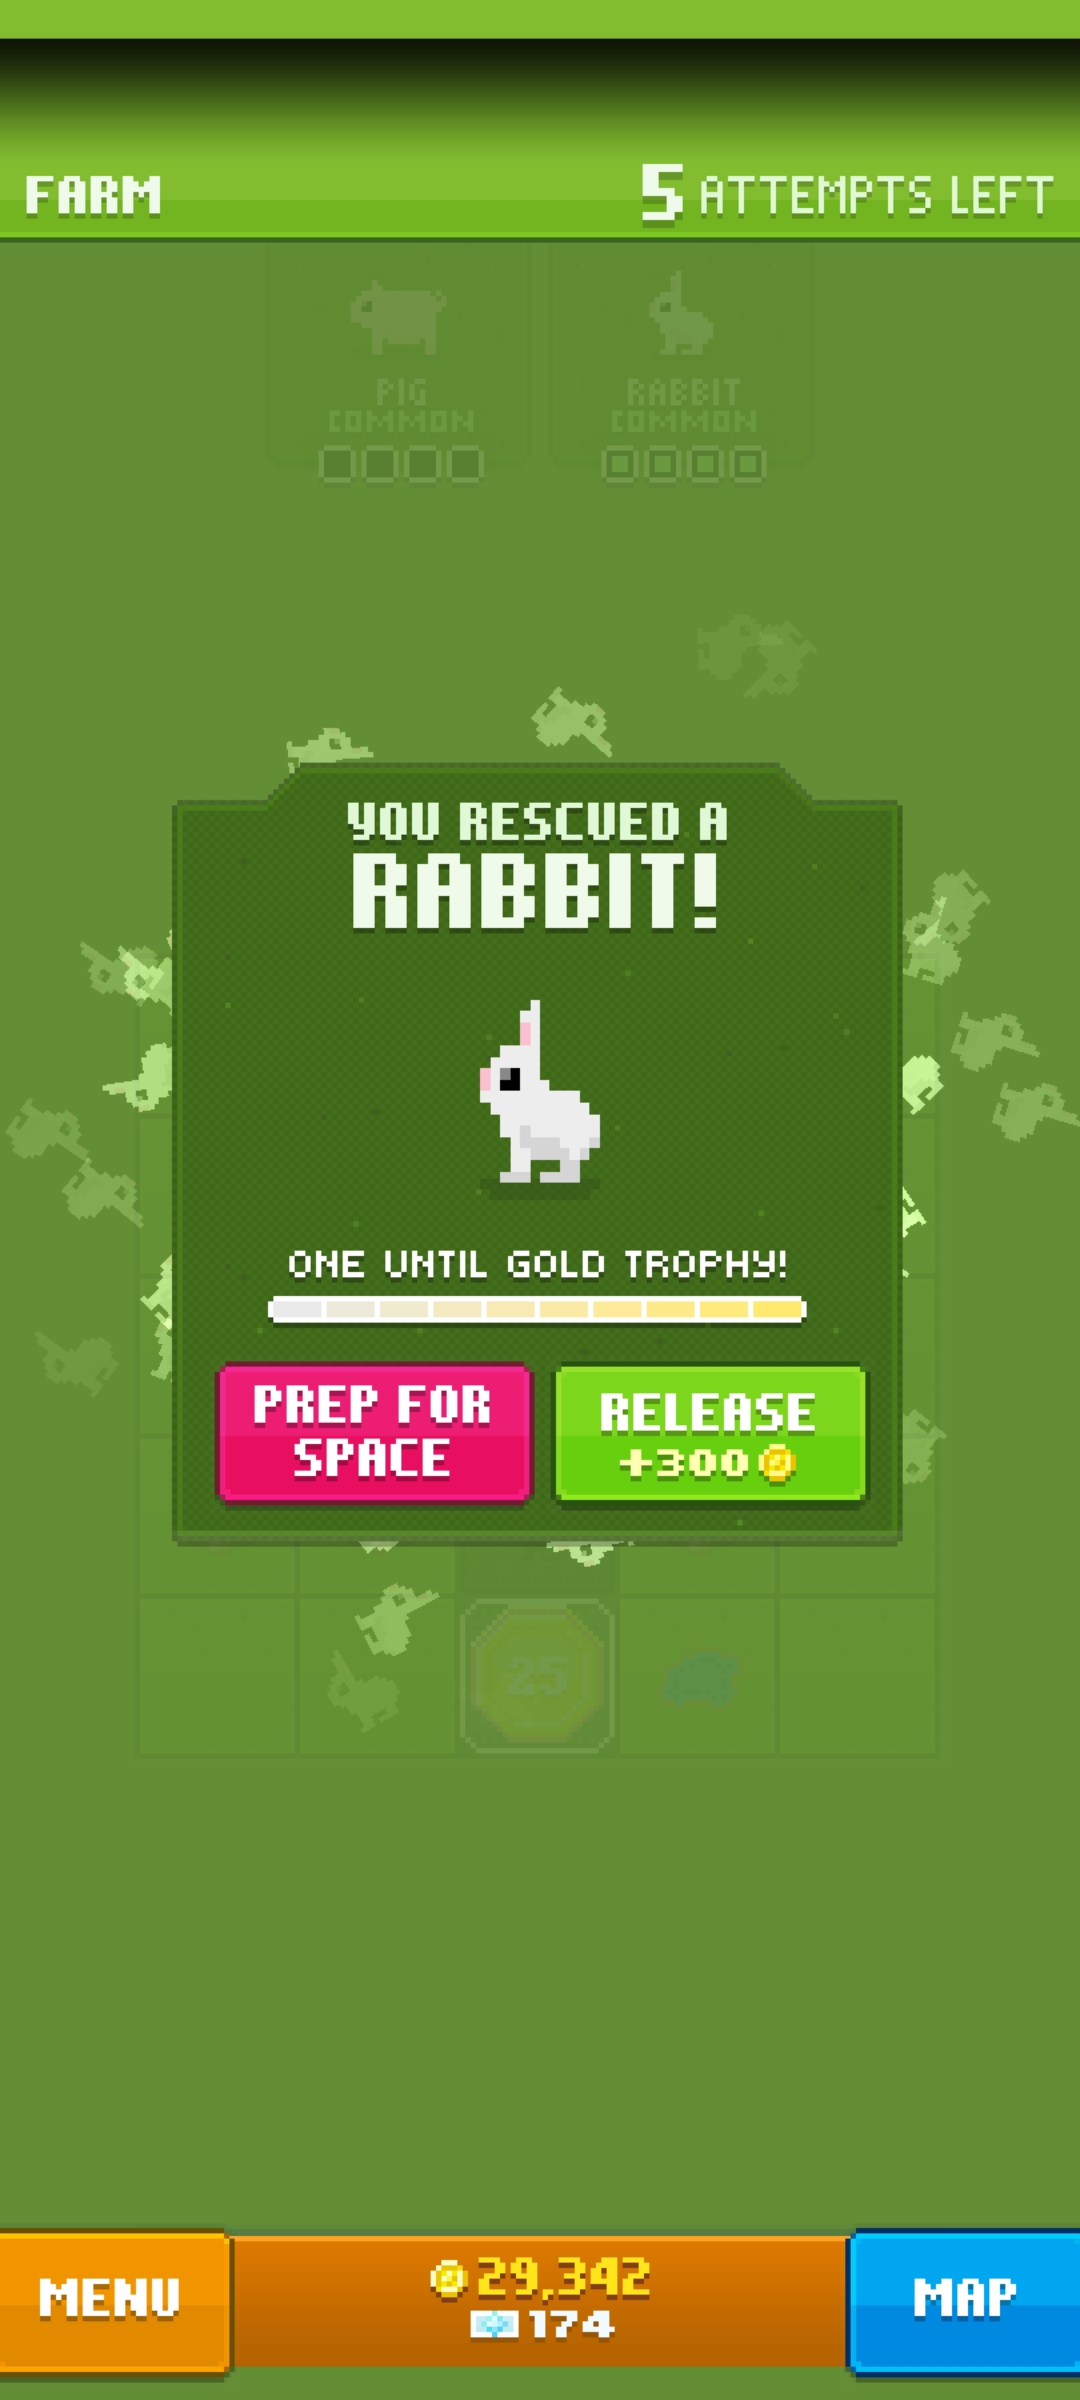 FARM
5 ATTEMPTS LEFT
PIG
COMMON
RABBIT
COMMON
YOU RESCUED A
RABBIT!
ONE UNTIL GOLD TROPHY!
PREP FOR
SPACE
RELEASE
+300
25
MENU
29,342
174
MAP